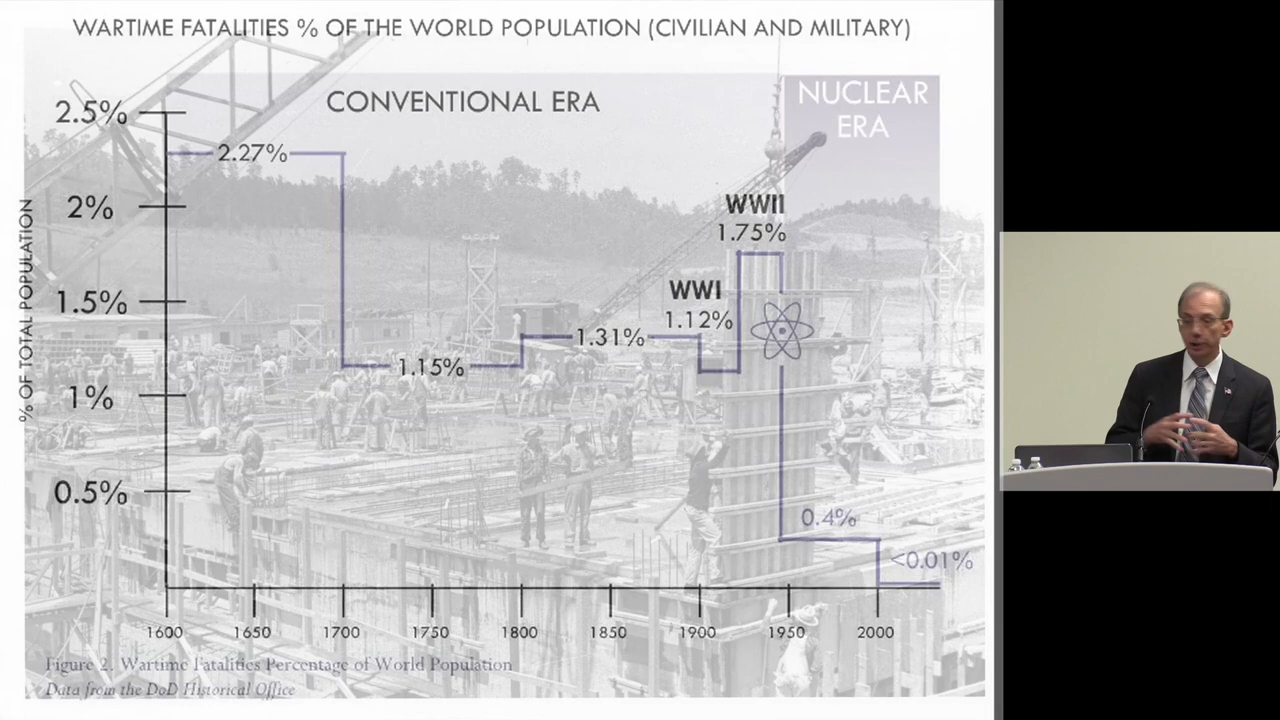 WARTIME FATALITIES % OF THE WORLD POPULATION (CIVILIAN AND MILITARY)
CONVENTIONAL ERA
NUCLEAR
ERA
% OF TOTAL POPULATION
2.5%
2%
1.5%
1%
0.5%
2.27%
1.15%
1.31%
WWI
1.12%
WWII
1.75%
0.4%
<0.01%
1600
1650
1700
1750
1800
1850
1900
1950
2000
Figure 2. Wartime Fatalities Percentage of World Population
Data from the DoD Historical Office